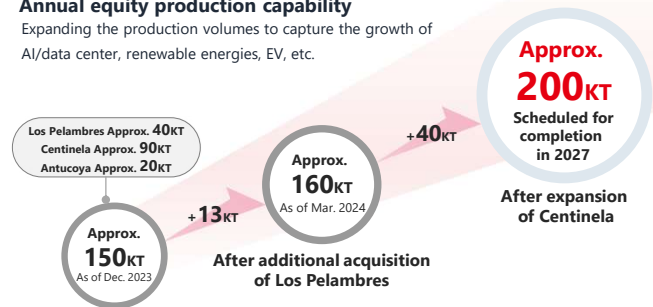 Annual equity production capability
Expanding the production volumes to capture the growth of
AI/data center, renewable energies, EV, etc.
Los Pelambres Approx. 40KT
Centinela Approx. 90KT
Antucoya Approx. 20KT
Approx.
150KT
As of Dec. 2023
+13KT
Approx.
160KT
As of Mar. 2024
After additional acquisition
of Los Pelambres
+40KT
Approx.
200KT
Scheduled for
completion
in 2027
After expansion
of Centinela